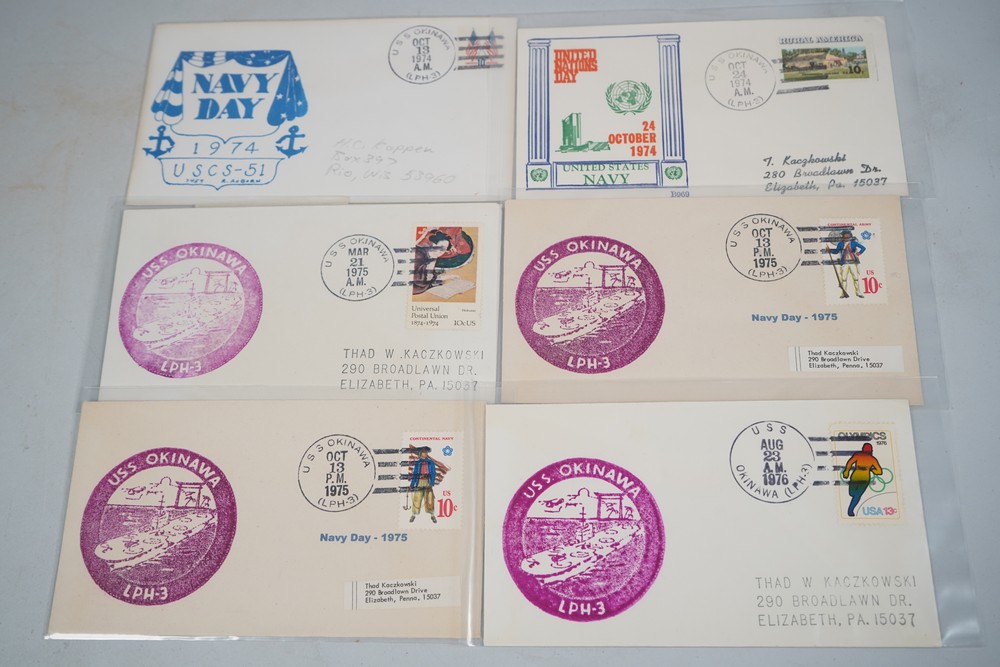 NAVY
DAY
1974
USCS-51
USS OKINAWA
OCT
13
1974
A.M.
(LPH-3)
Box 397
Rio, W.S 53960
UNITED
NATIONS
DAY
24
OCTOBER
1974
UNITED STATES
NAVY
USS OKINAWA
OCT
24
1974
A.M.
(LPH-3)
RURAL AMERICA
10c
T. Kaczkowski
280 Broadlawn Dr.
Elizabeth, Pa. 15037
USS OKINAWA
LPH-3
USS OKINAWA
MAR
21
1975
A.M.
(LPH-3)
Universal
Postal Union
1874-1974
10cUS
THAD W.KACZKOWSKI
290 BROADLAWN DR.
ELIZABETH, PA. 15037
USS OKINAWA
LPH-3
USS OKINAWA
OCT
13
P.M.
1975
(LPH-3)
CONTINENTAL ARMY
US
10c
Navy Day - 1975
Thad Kaczkowski
290 Broadlawn Drive
Elizabeth, Penna. 15037
USS OKINAWA
LPH-3
USS OKINAWA
OCT
13
P.M.
1975
(LPH-3)
CONTINENTAL NAVY
US
10c
Navy Day - 1975
Thad Kaczkowski
290 Broadlawn Drive
Elizabeth, Penna. 15037
USS OKINAWA
LPH-3
USS
AUG
23
A.M.
1976
OKINAWA (LPH-3)
OLYMPICS
1976
USA 13c
THAD W KACZKOWSKI
290 BROADLAWN DR.
ELIZABETH, PA. 15037